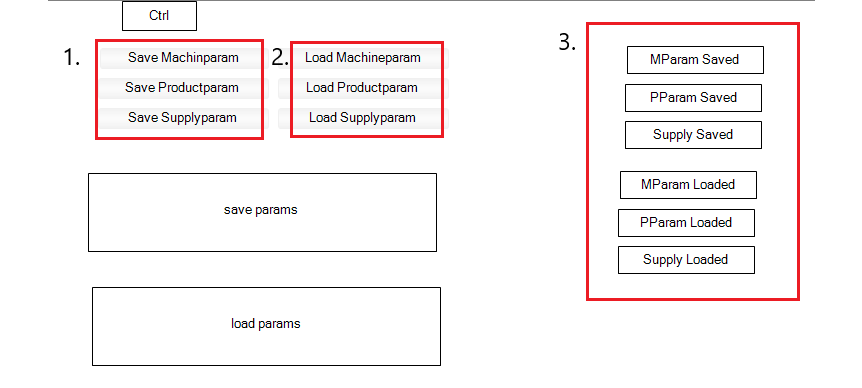 Ctrl
1.
Save Machinparam
Save Productparam
Save Supplyparam
2.
Load Machineparam
Load Productparam
Load Supplyparam
3.
MParam Saved
PParam Saved
Supply Saved
MParam Loaded
PParam Loaded
Supply Loaded
save params
load params